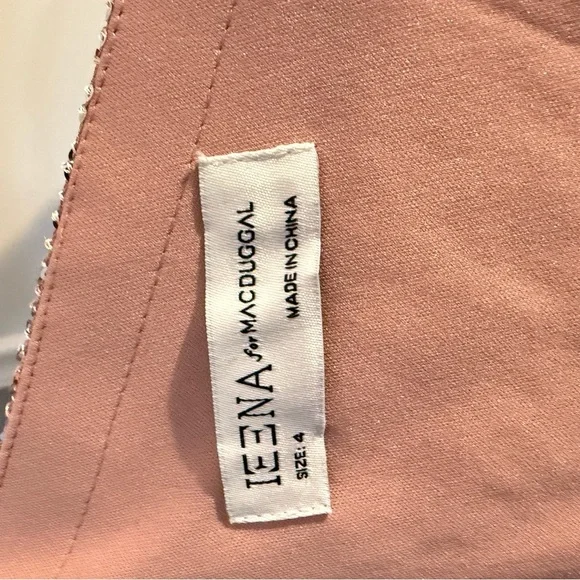 IEENA for MACDUGGAL
SIZE: 4
MADE IN CHINA